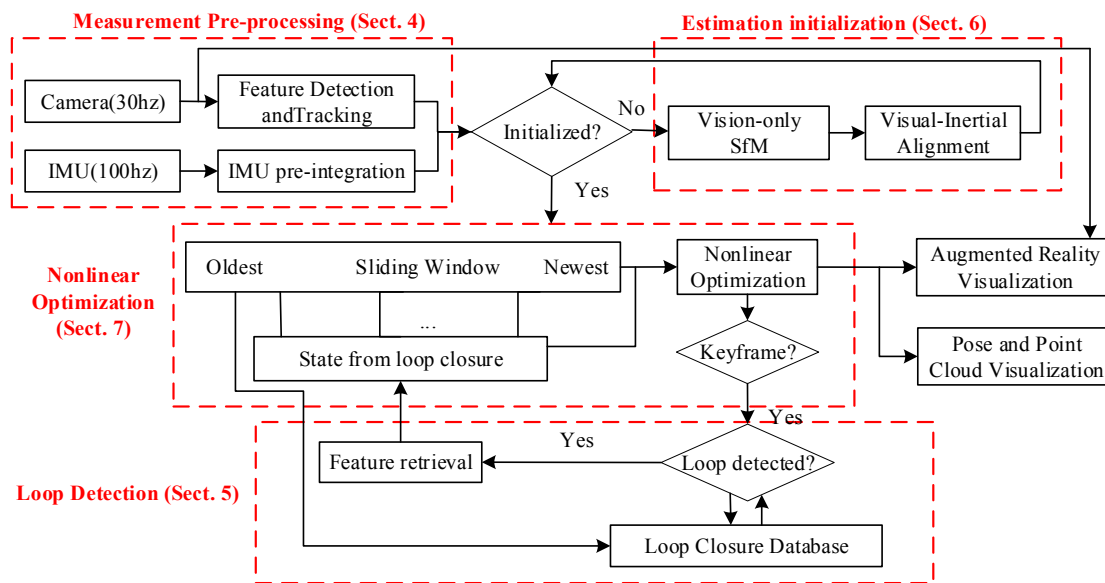 Measurement Pre-processing (Sect. 4)
Estimation initialization (Sect. 6)
Camera(30hz)
Feature Detection
andTracking
IMU(100hz)
IMU pre-integration
Initialized?
No
Yes
Vision-only
SfM
Visual-Inertial
Alignment
Nonlinear
Optimization
(Sect. 7)
Oldest
Sliding Window
Newest
...
State from loop closure
Nonlinear
Optimization
Keyframe?
Yes
Augmented Reality
Visualization
Pose and Point
Cloud Visualization
Loop Detection (Sect. 5)
Feature retrieval
Yes
Loop detected?
Loop Closure Database